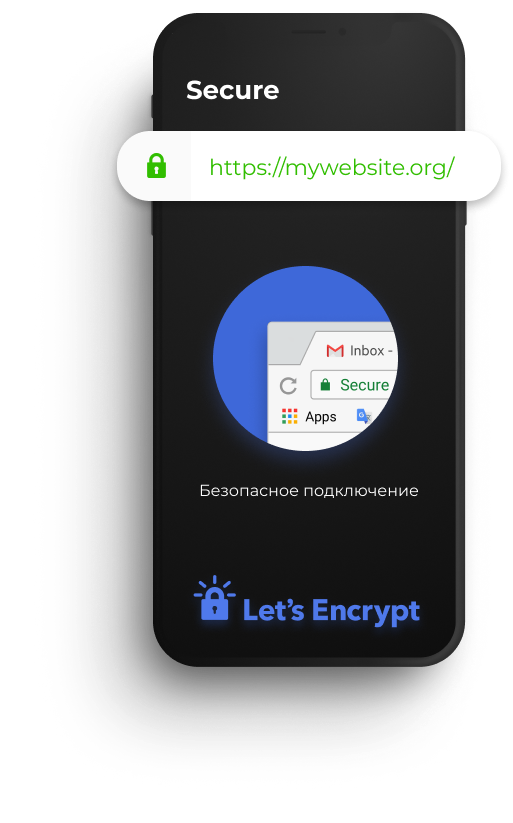 Secure
https://mywebsite.org/
Inbox -
Secure
Apps
Безопасное подключение
Let's Encrypt